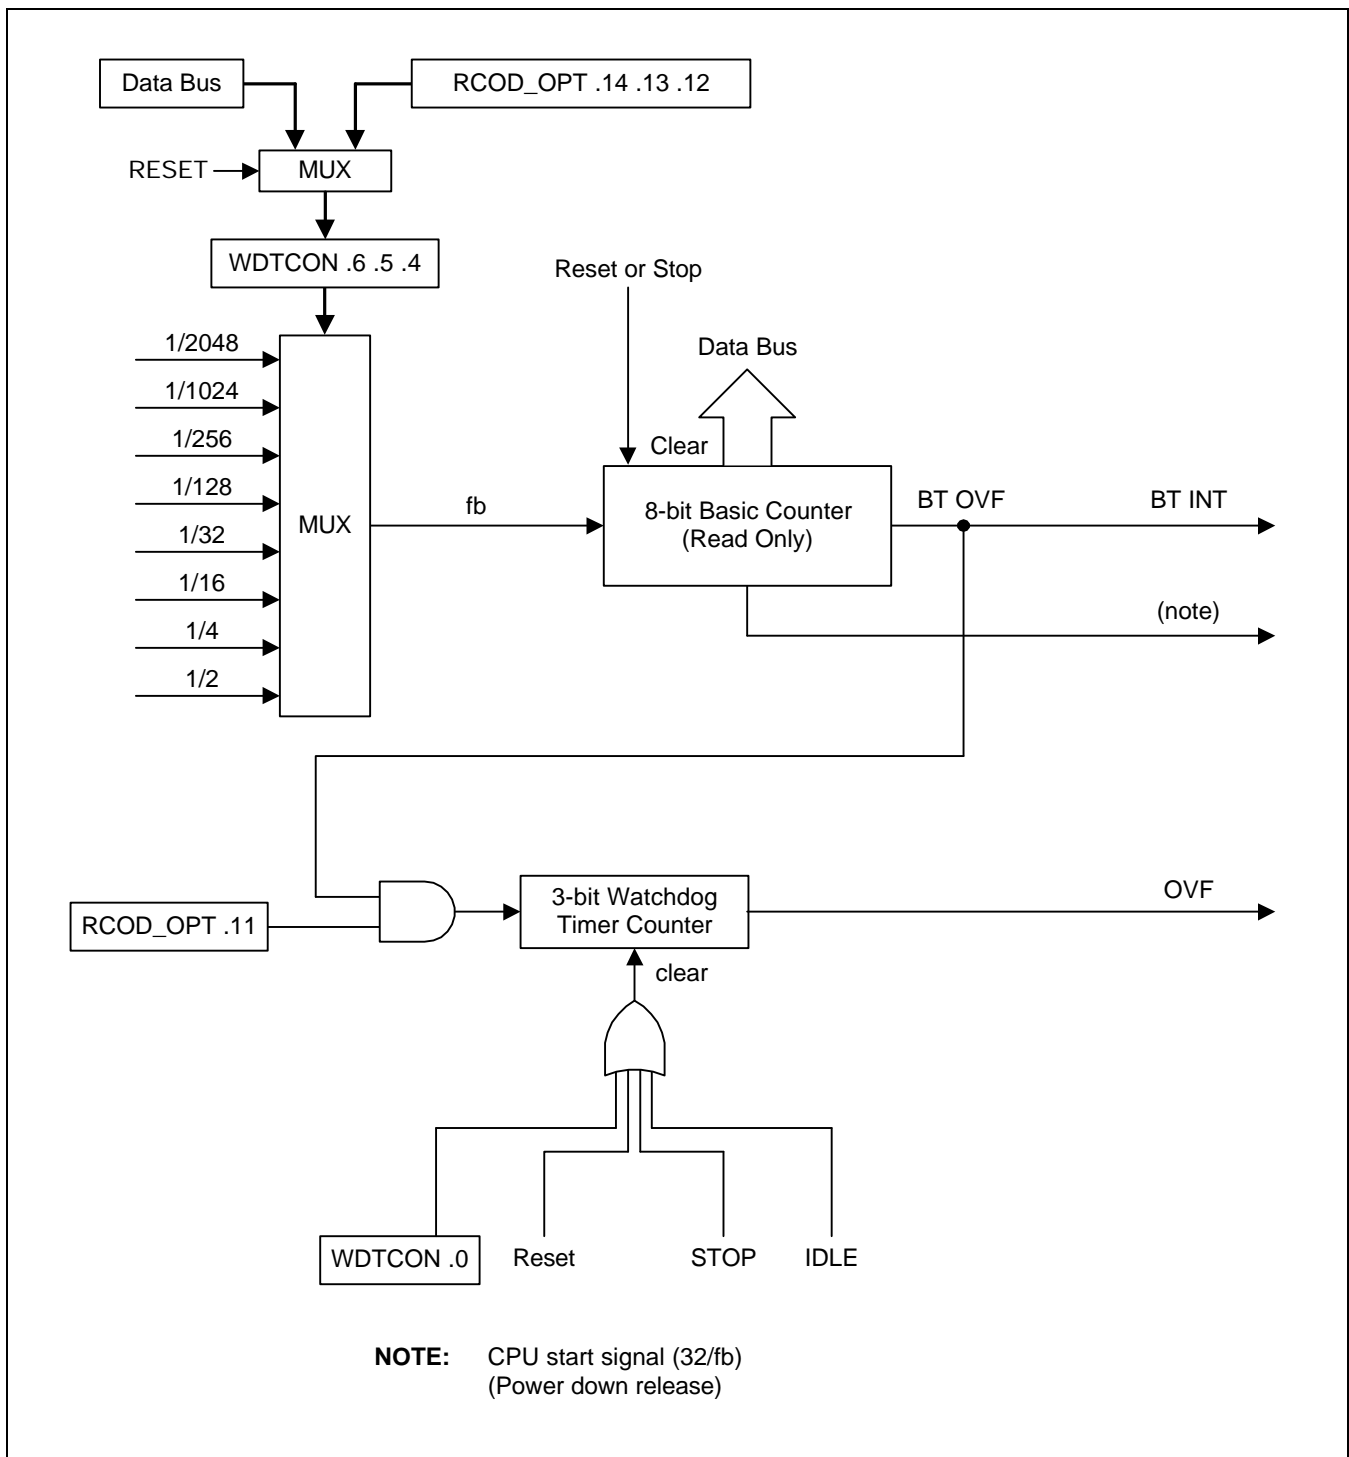 Data Bus
RCOD_OPT .14 .13 .12
RESET
MUX
WDTCON .6 .5 .4
Reset or Stop
1/2048
1/1024
1/256
1/128
1/32
1/16
1/4
1/2
MUX
fb
Data Bus
Clear
8-bit Basic Counter
(Read Only)
BT OVF
BT INT
(note)
RCOD_OPT .11
3-bit Watchdog
Timer Counter
OVF
clear
WDTCON .0
Reset
STOP
IDLE
NOTE: CPU start signal (32/fb)
(Power down release)